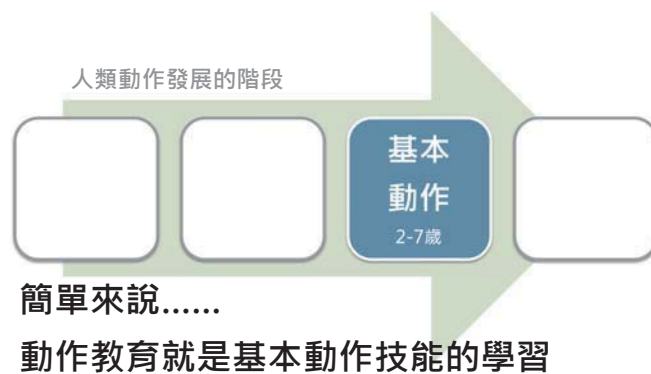 人類動作發展的階段
基本
動作
2-7歲
簡單來說......
動作教育就是基本動作技能的學習